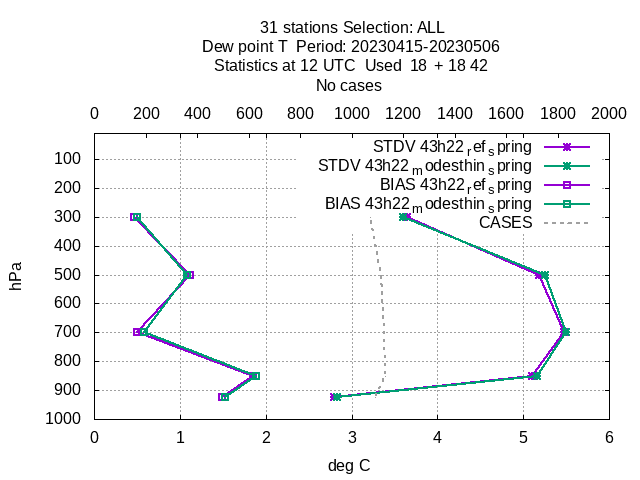 31 stations Selection: ALL
Dew point T  Period: 20230415-20230506
Statistics at 12 UTC  Used  18  + 18 42
No cases
0 200 400 600 800 1000 1200 1400 1600 1800 2000
STDV 43h22_ref_spring
STDV 43h22_modesthin_spring
BIAS 43h22_ref_spring
BIAS 43h22_modesthin_spring
CASES
100
200
300
400
500
600
700
800
900
1000
hPa
0 1 2 3 4 5 6
deg C